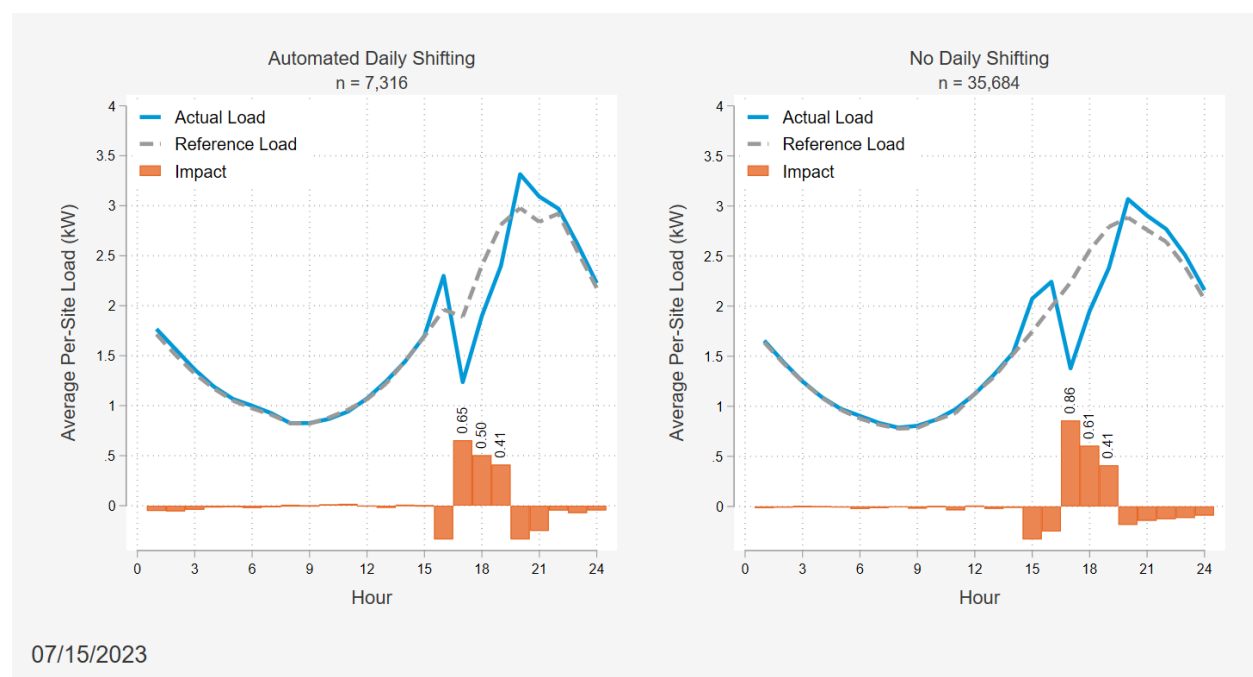 Automated Daily Shifting
n = 7,316
Actual Load
Reference Load
Impact
Average Per-Site Load (kW)
4
3.5
3
2.5
2
1.5
1
.5
0
0.65
0.50
0.41
0 3 6 9 12 15 18 21 24
Hour
No Daily Shifting
n = 35,684
Actual Load
Reference Load
Impact
Average Per-Site Load (kW)
4
3.5
3
2.5
2
1.5
1
.5
0
0.86
0.61
0.41
0 3 6 9 12 15 18 21 24
Hour
07/15/2023